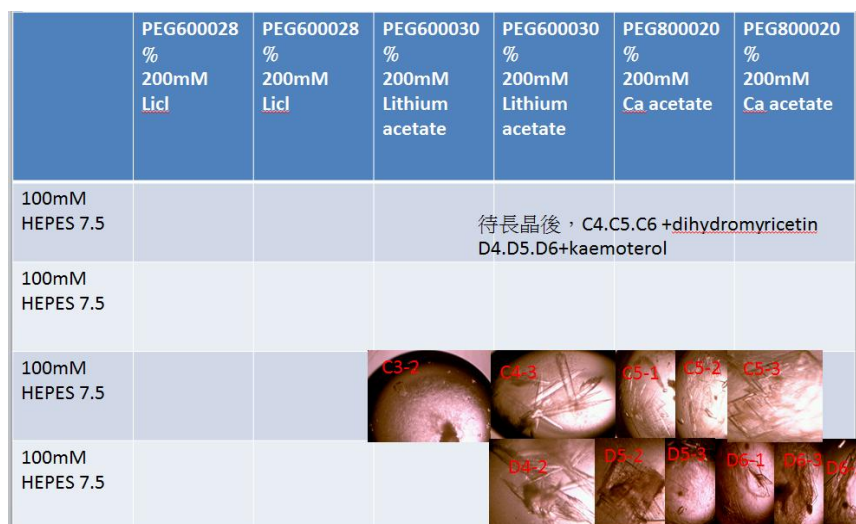 PEG600028
%
200mM
Licl
PEG600028
%
200mM
Licl
PEG600030
%
200mM
Lithium
acetate
PEG600030
%
200mM
Lithium
acetate
PEG800020
%
200mM
Ca acetate
PEG800020
%
200mM
Ca acetate
100mM
HEPES 7.5
待長晶後，C4.C5.C6 +dihydromyricetin
D4.D5.D6+kaemoterol
100mM
HEPES 7.5
100mM
HEPES 7.5
C3-2
C4-3
C5-1
C5-2
C5-3
100mM
HEPES 7.5
D4-2
D5-2
D5-3
D6-1
D6-3